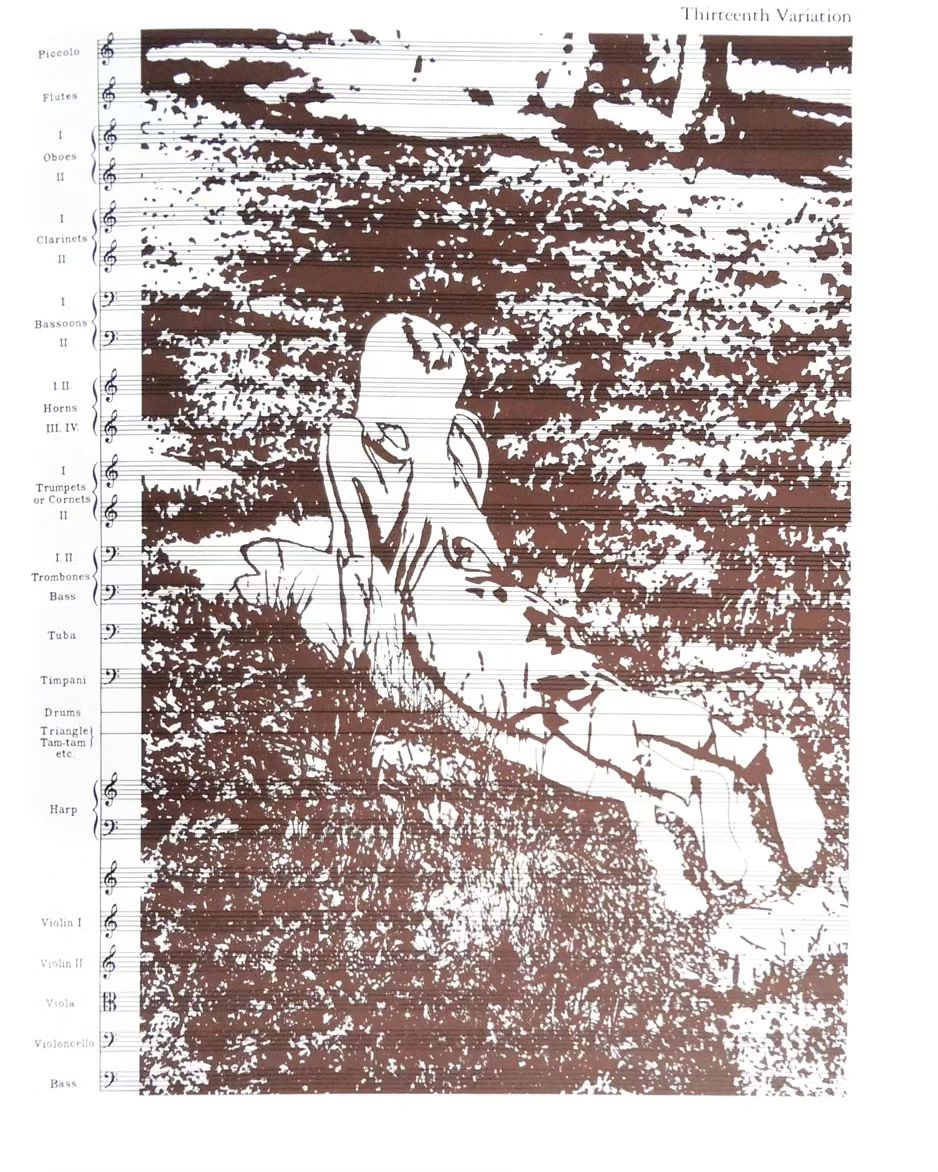 Thirteenth Variation
Piccolo
Flutes
I
Oboes
II
I
Clarinets
II
I
Bassoons
II
I. II.
Horns
III. IV.
I
Trumpets
or Cornets
II
I. II.
Trombones
Bass
Tuba
Timpani
Drums
Triangle
Tam-tam
etc.
Harp
Violin I
Violin II
Viola
Violoncello
Bass